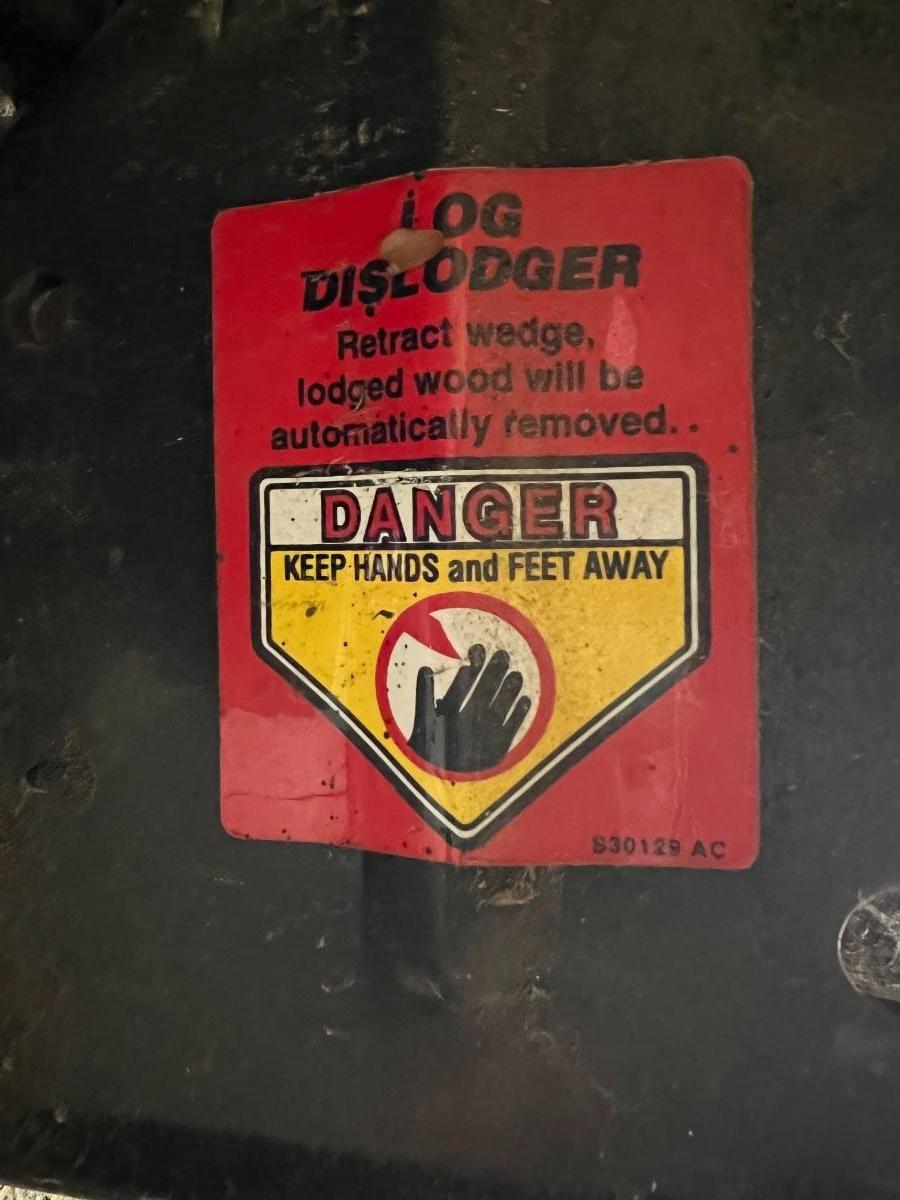 LOG
DISLODGER
Retract wedge,
lodged wood will be
automatically removed..
DANGER
KEEP HANDS and FEET AWAY
S30129 AC